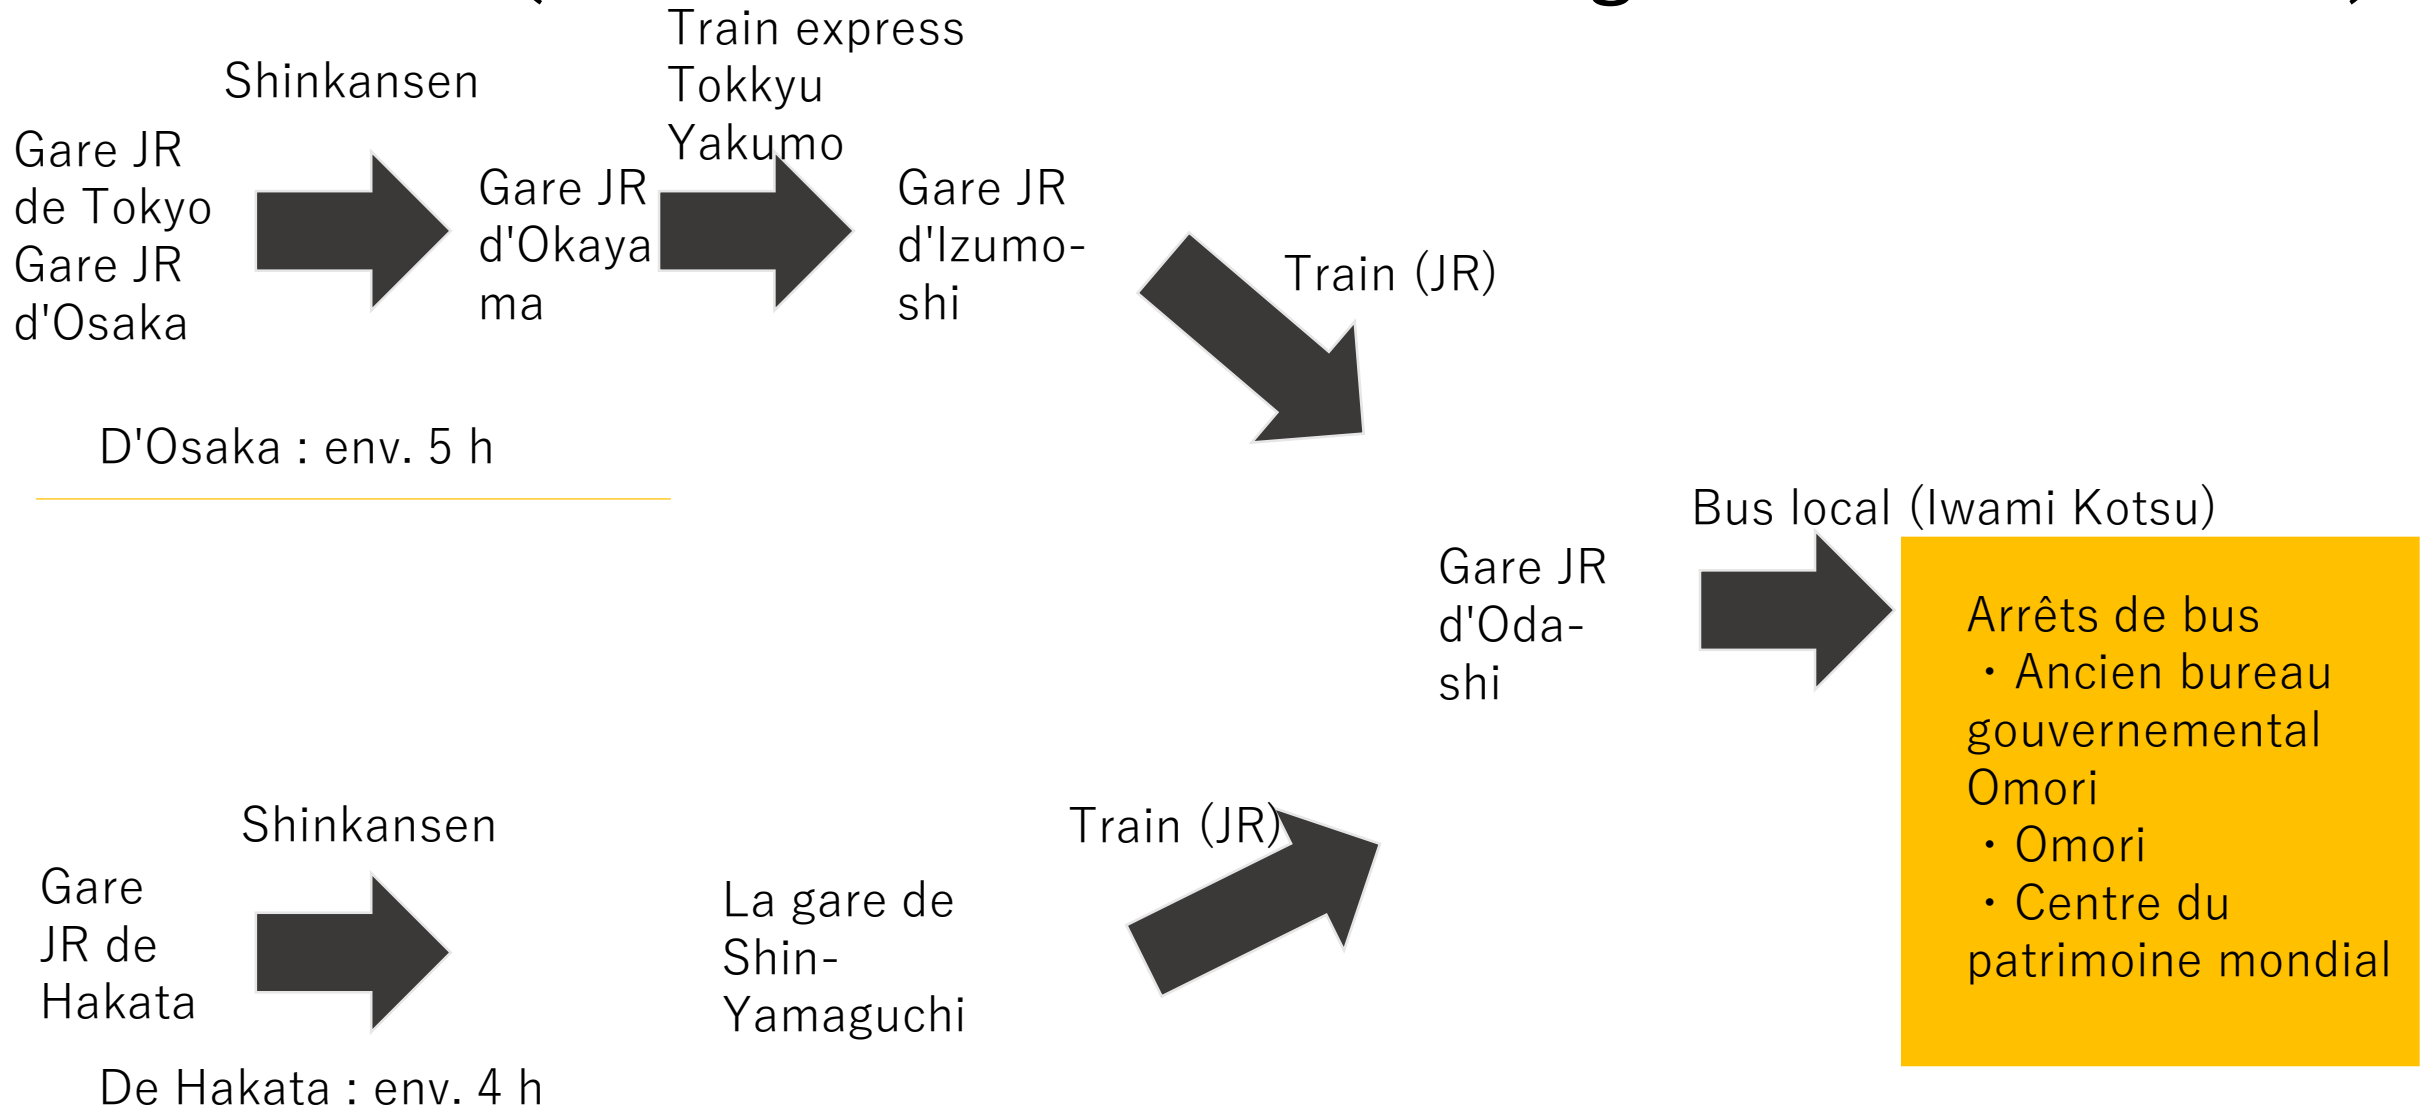 Train express
Tokkyu
Yakumo
Shinkansen
Gare JR
de Tokyo
Gare JR
d'Osaka
Gare JR
d'Okaya
ma
Gare JR
d'Izumo-
shi
Train (JR)
D'Osaka : env. 5 h
Bus local (Iwami Kotsu)
Gare JR
d'Oda-
shi
Arrêts de bus
・Ancien bureau
gouvernemental
Omori
・Omori
・Centre du
patrimoine mondial
Shinkansen
Gare
JR de
Hakata
La gare de
Shin-
Yamaguchi
Train (JR)
De Hakata : env. 4 h